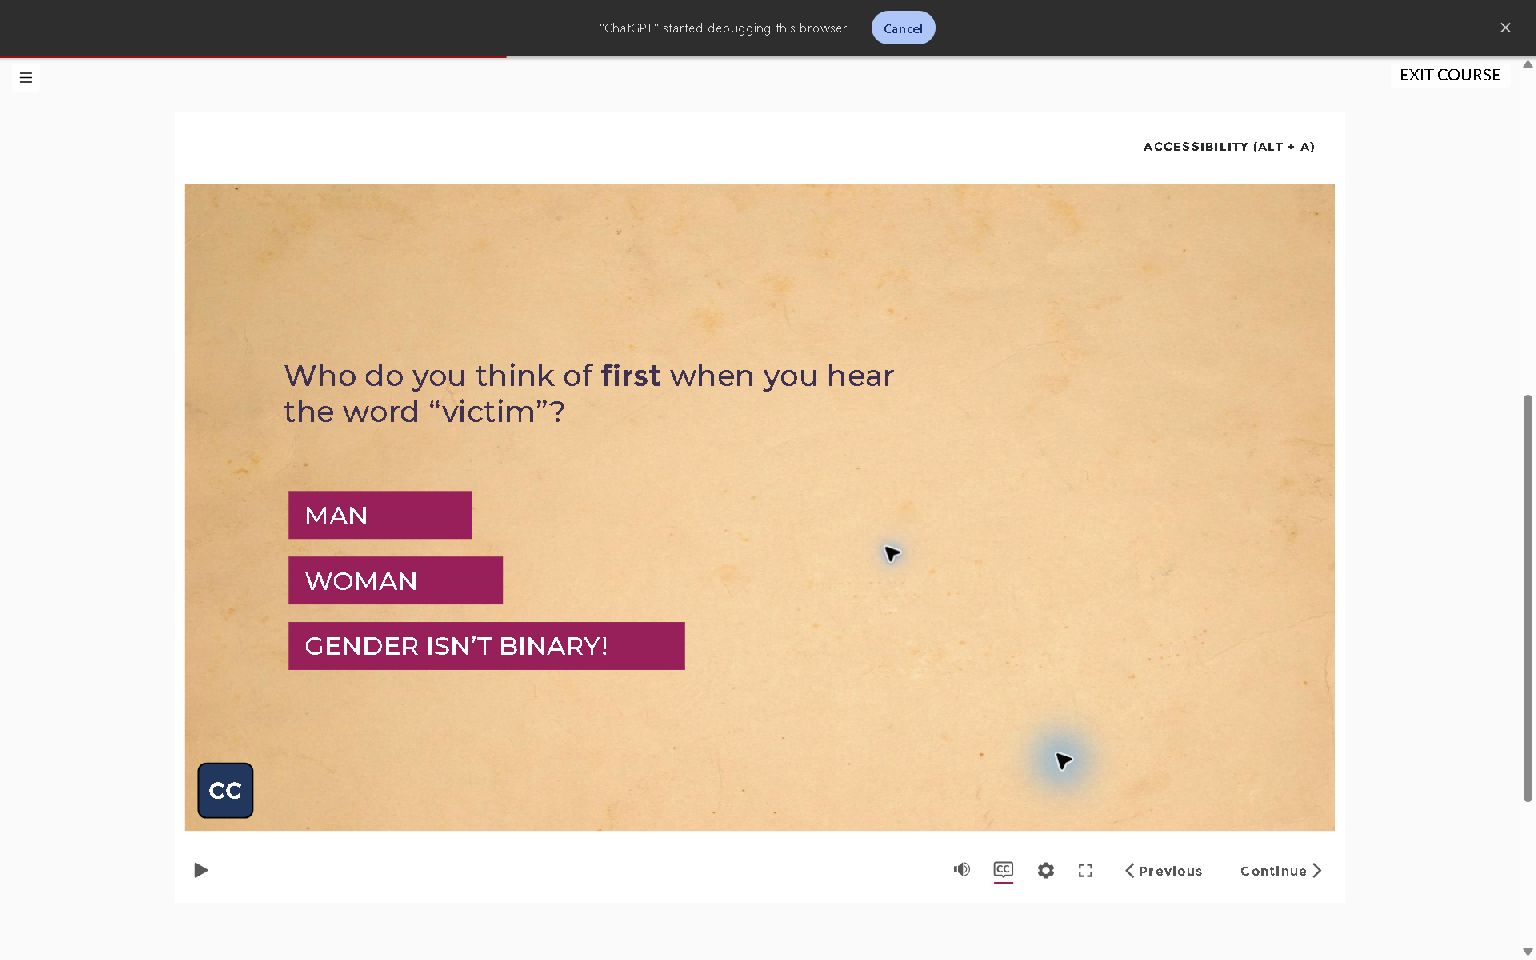 "ChatGPT" started debugging this browser
Cancel
EXIT COURSE
ACCESSIBILITY (ALT + A)
Who do you think of first when you hear
the word “victim”?
MAN
WOMAN
GENDER ISN’T BINARY!
CC
CC
Previous
Continue